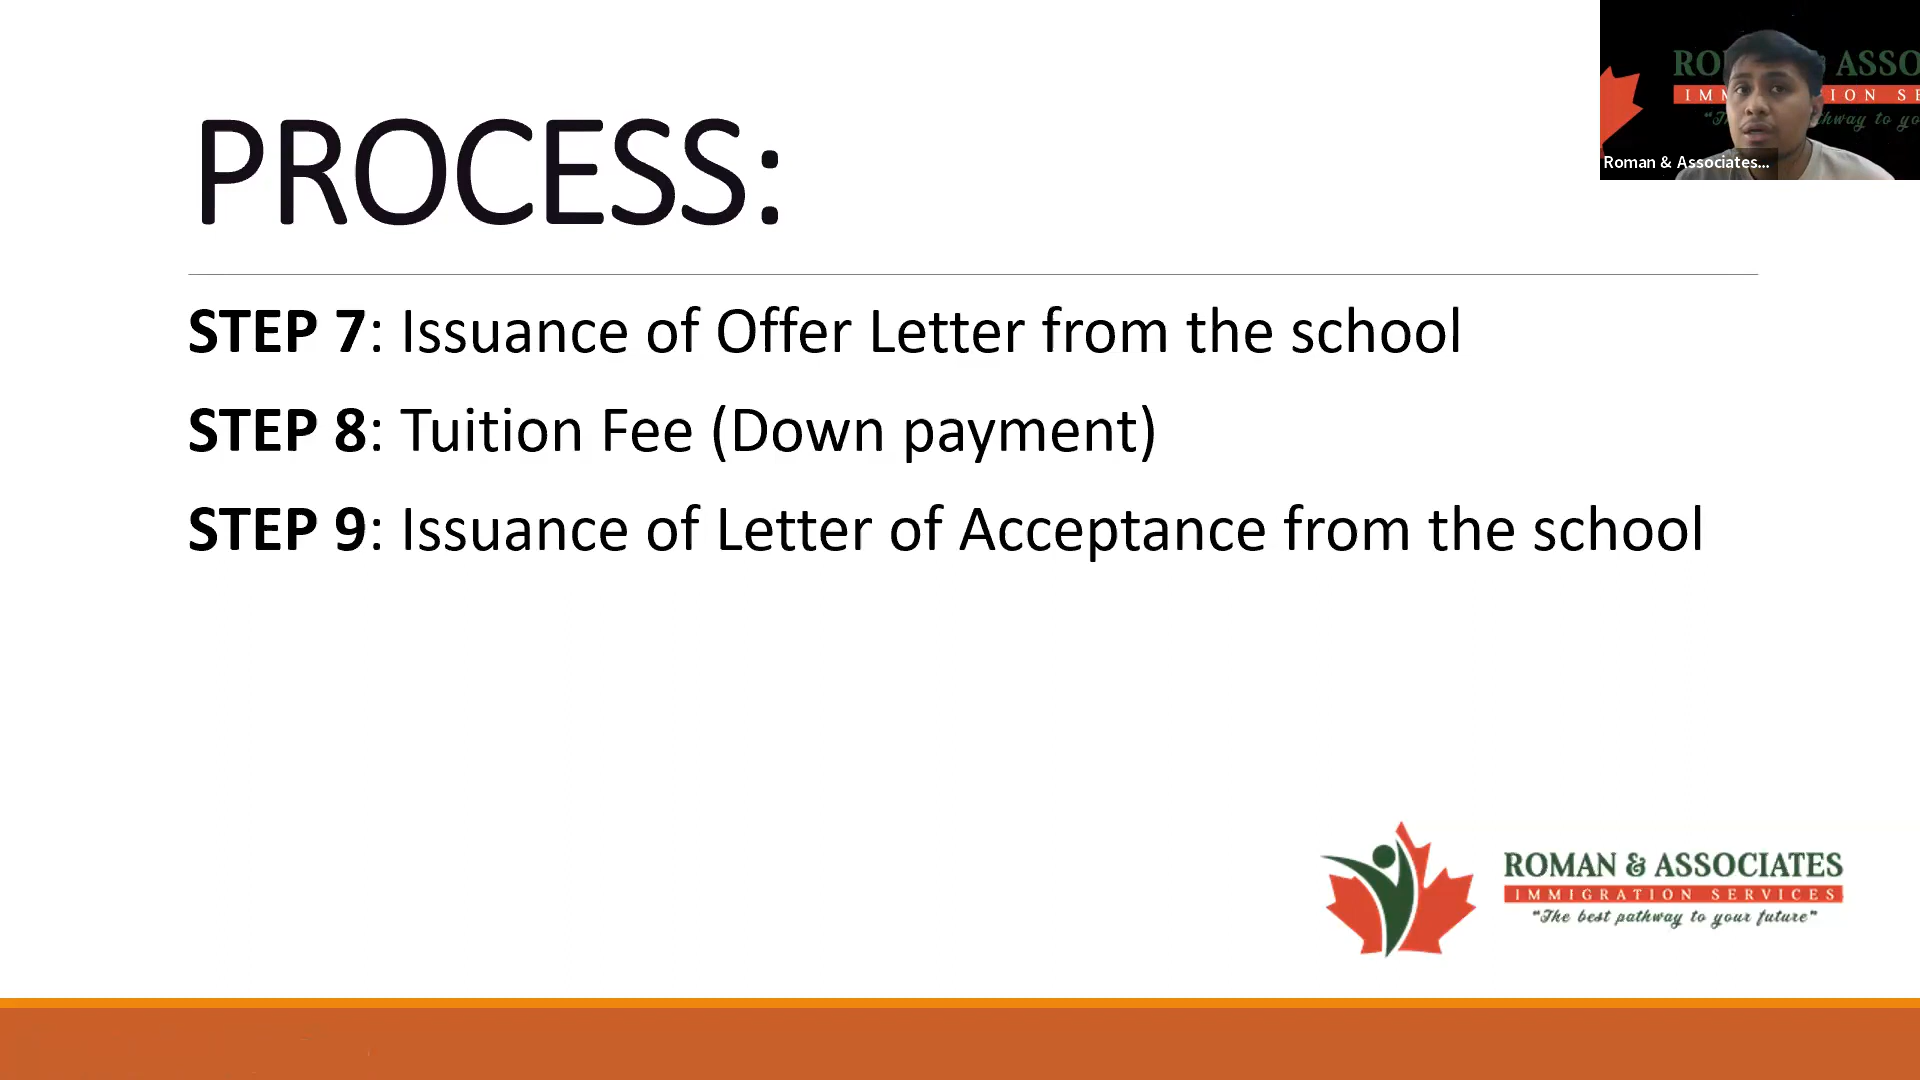 PROCESS:
STEP 7: Issuance of Offer Letter from the school
STEP 8: Tuition Fee (Down payment)
STEP 9: Issuance of Letter of Acceptance from the school
ROMAN & ASSOCIATES
IMMIGRATION SERVICES
"The best pathway to your future"
Roman & Associates...